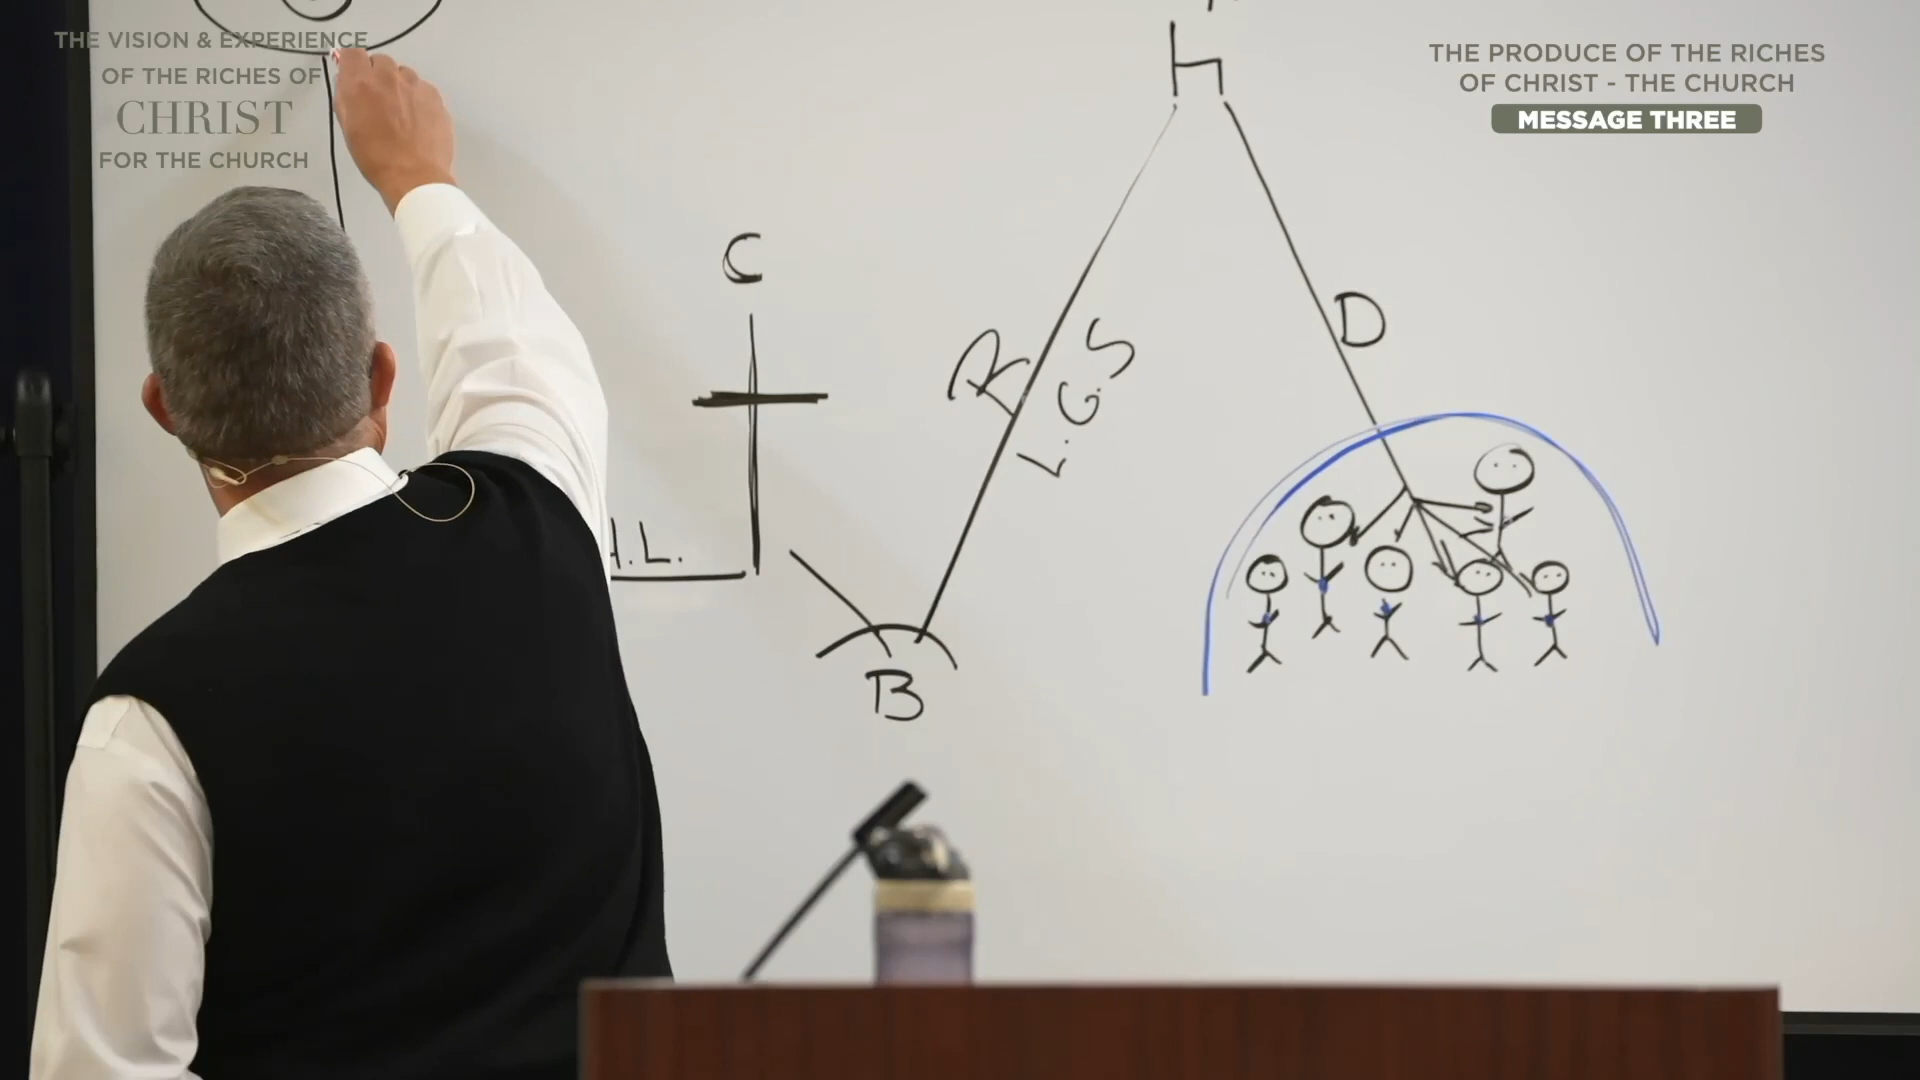 THE VISION & EXPERIENCE
OF THE RICHES OF
CHRIST
FOR THE CHURCH
THE PRODUCE OF THE RICHES
OF CHRIST - THE CHURCH
MESSAGE THREE
C
R
L.G.S
D
H.L.
B